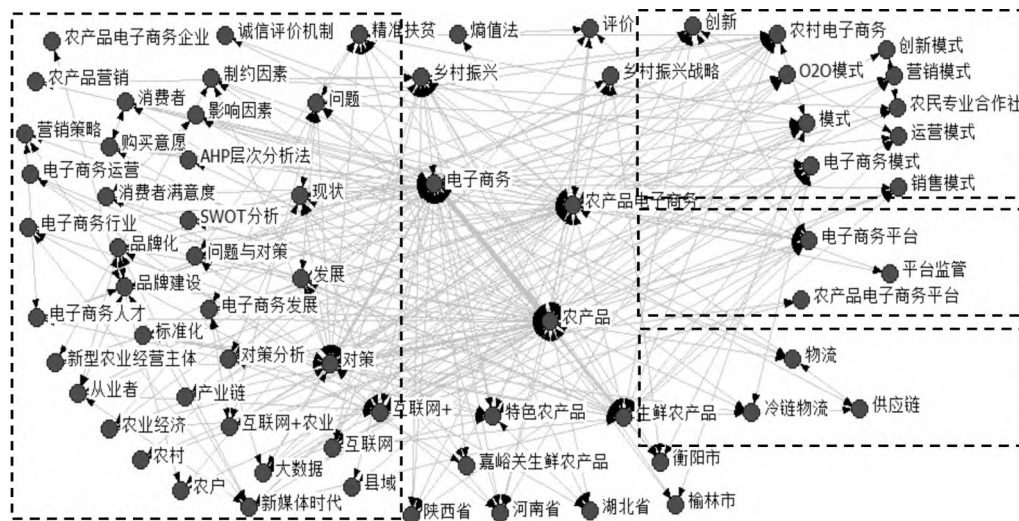 农产品电子商务企业
诚信评价机制
精准扶贫
熵值法
评价
创新
农村电子商务
创新模式
农产品营销
制约因素
乡村振兴
乡村振兴战略
O2O模式
营销模式
消费者
问题
影响因素
农民专业合作社
模式
营销策略
购买意愿
运营模式
AHP层次分析法
电子商务模式
电子商务运营
电子商务
消费者满意度
现状
农产品电子商务
销售模式
SWOT分析
电子商务行业
品牌化
问题与对策
电子商务平台
品牌建设
发展
平台监管
电子商务发展
农产品电子商务平台
电子商务人才
标准化
农产品
新型农业经营主体
对策分析
对策
物流
从业者
产业链
互联网+
特色农产品
生鲜农产品
冷链物流
供应链
农业经济
互联网+农业
互联网
农村
大数据
嘉峪关生鲜农产品
衡阳市
农户
县域
新媒体时代
陕西省
河南省
湖北省
榆林市